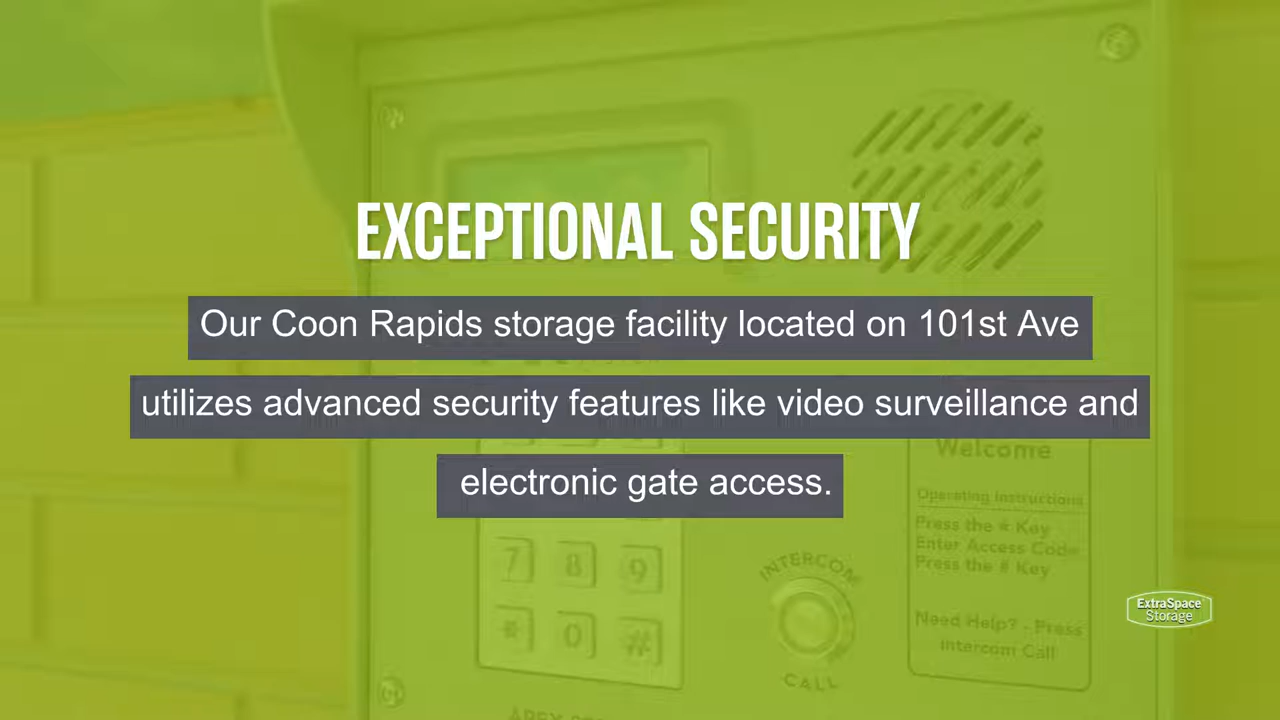 EXCEPTIONAL SECURITY
Our Coon Rapids storage facility located on 101st Ave
utilizes advanced security features like video surveillance and
electronic gate access.
Welcome
Operating Instructions
Press the * Key
Enter Access Code
Press the # Key
7 8 9
* 0 #
INTERCOM
CALL
Need Help? - Press
Intercom Call
ExtraSpace
Storage